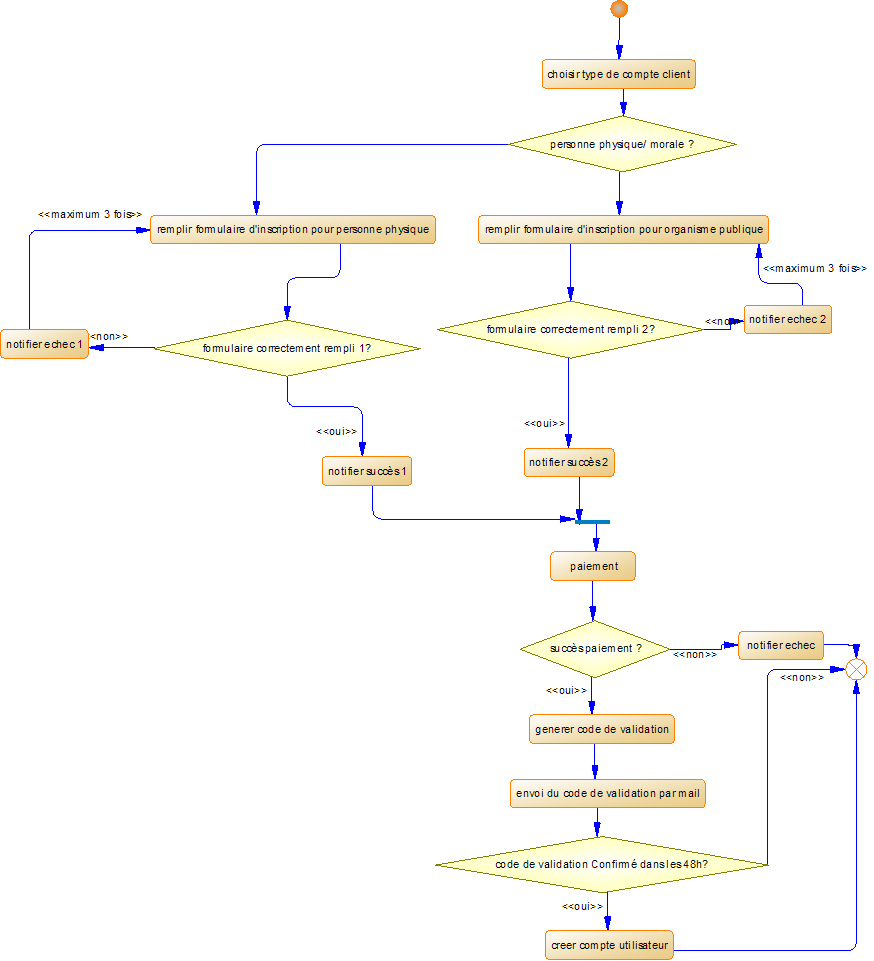 choisir type de compte client
personne physique/ morale ?
<<maximum 3 fois>>
remplir formulaire d'inscription pour personne physique
remplir formulaire d'inscription pour organisme publique
<<maximum 3 fois>>
notifier echec 1
<non>>
formulaire correctement rempli 1?
formulaire correctement rempli 2?
<<non
notifier echec 2
<<oui>>
<<oui>>
notifier succès 1
notifier succès 2
paiement
succès paiement ?
<<non>>
notifier echec
<<non>>
<<oui>>
generer code de validation
envoi du code de validation par mail
code de validation Confirmé dans les 48h?
<<oui>>
creer compte utilisateur